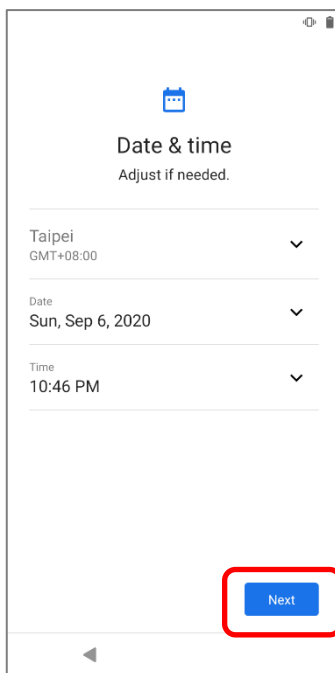 Date & time
Adjust if needed.
Taipei
GMT+08:00
Date
Sun, Sep 6, 2020
Time
10:46 PM
Next